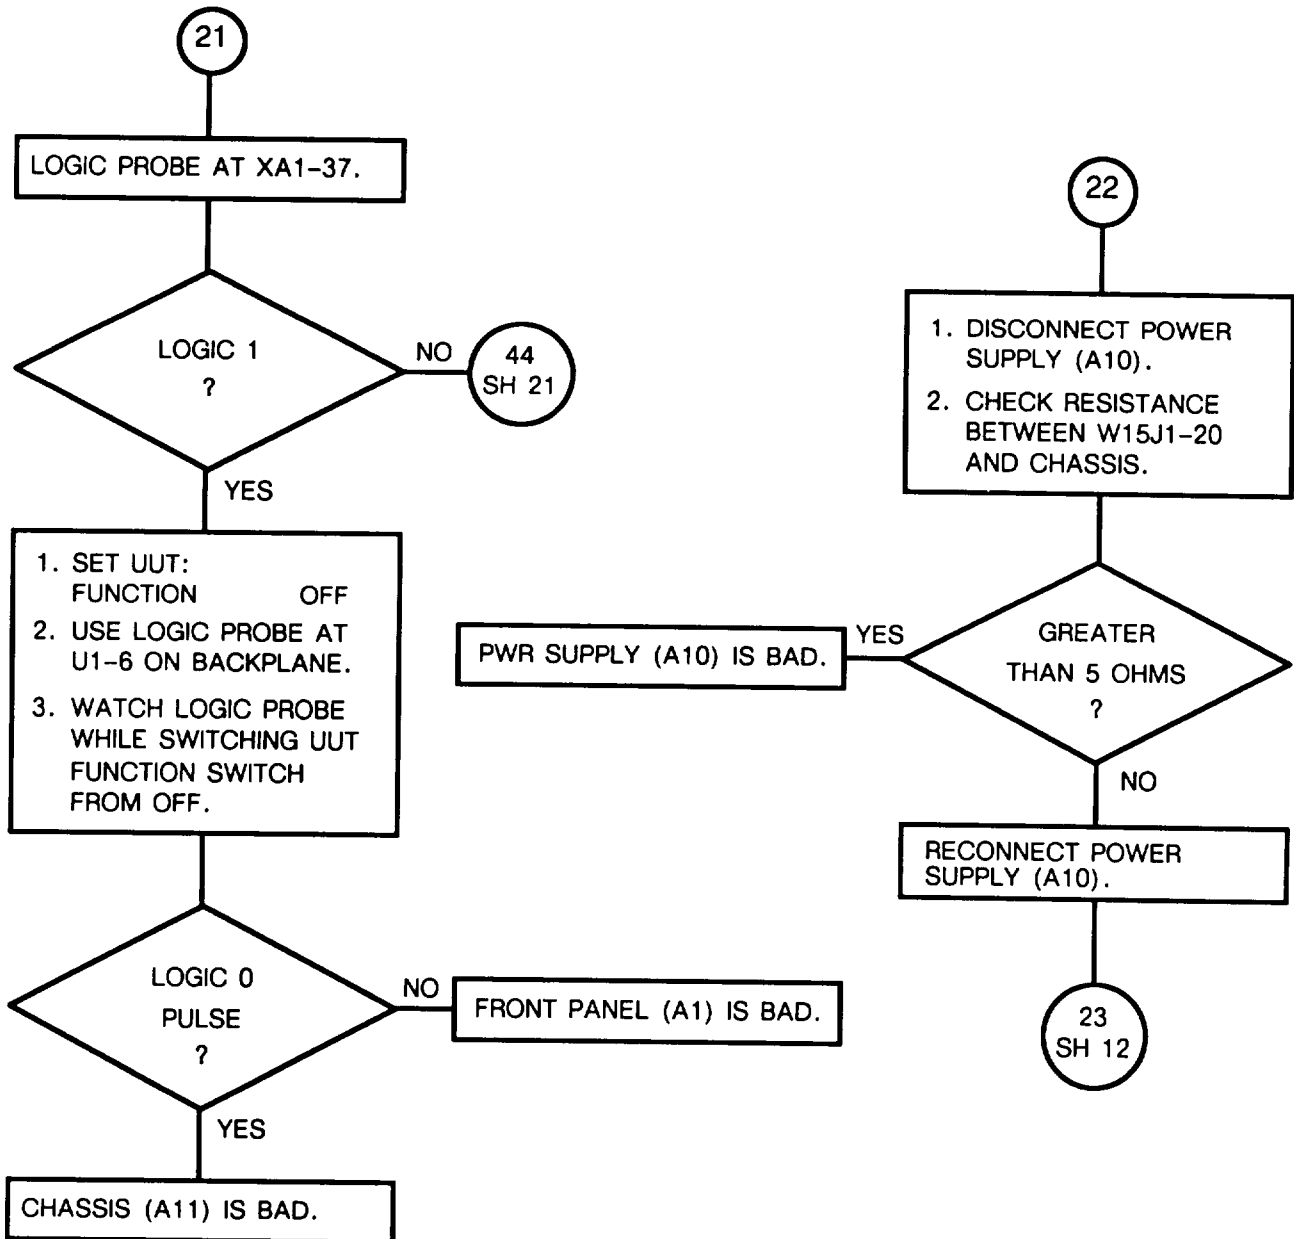 21
LOGIC PROBE AT XA1-37.
LOGIC 1
?
NO
44
SH 21
YES
1. SET UUT:
FUNCTION OFF
2. USE LOGIC PROBE AT
U1-6 ON BACKPLANE.
3. WATCH LOGIC PROBE
WHILE SWITCHING UUT
FUNCTION SWITCH
FROM OFF.
LOGIC 0
PULSE
?
NO
FRONT PANEL (A1) IS BAD.
YES
CHASSIS (A11) IS BAD.
22
1. DISCONNECT POWER
SUPPLY (A10).
2. CHECK RESISTANCE
BETWEEN W15J1-20
AND CHASSIS.
GREATER
THAN 5 OHMS
?
YES
PWR SUPPLY (A10) IS BAD.
NO
RECONNECT POWER
SUPPLY (A10).
23
SH 12